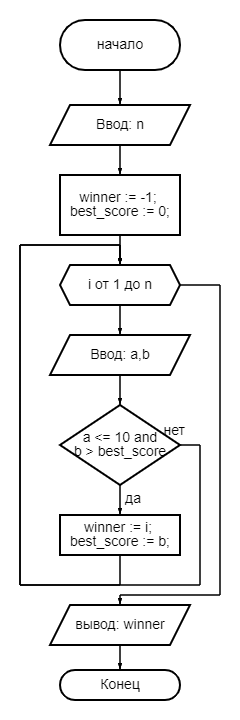 начало
Ввод: n
winner := -1;
best_score := 0;
i от 1 до n
Ввод: a,b
нет
a <= 10 and
b > best_score
да
winner := i;
best_score := b;
вывод: winner
Конец